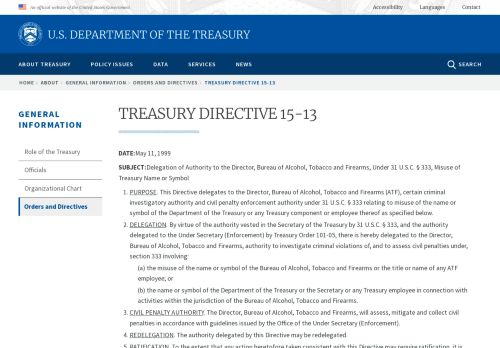 An official website of the United States Government
Accessibility Languages Contact
U.S. DEPARTMENT OF THE TREASURY
ABOUT TREASURY POLICY ISSUES DATA SERVICES NEWS SEARCH
HOME › ABOUT › GENERAL INFORMATION › ORDERS AND DIRECTIVES › TREASURY DIRECTIVE 15-13
GENERAL
INFORMATION
Role of the Treasury
Officials
Organizational Chart
Orders and Directives
TREASURY DIRECTIVE 15-13
DATE:May 11, 1999
SUBJECT:Delegation of Authority to the Director, Bureau of Alcohol, Tobacco and Firearms, Under 31 U.S.C. § 333, Misuse of
Treasury Name or Symbol
1. PURPOSE. This Directive delegates to the Director, Bureau of Alcohol, Tobacco and Firearms (ATF), certain criminal
investigatory authority and civil penalty enforcement authority under 31 U.S.C. § 333 relating to misuse of the name or
symbol of the Department of the Treasury or any Treasury component or employee thereof as specified below.
2. DELEGATION. By virtue of the authority vested in the Secretary of the Treasury by 31 U.S.C. § 333, and the authority
delegated to the Under Secretary (Enforcement) by Treasury Order 101-05, there is hereby delegated to the Director,
Bureau of Alcohol, Tobacco and Firearms, authority to investigate criminal violations of, and to assess civil penalties under,
section 333 involving:
(a) the misuse of the name or symbol of the Bureau of Alcohol, Tobacco and Firearms or the title or name of any ATF
employee; or
(b) the name or symbol of the Department of the Treasury or the Secretary or any Treasury employee in connection with
activities within the jurisdiction of the Bureau of Alcohol, Tobacco and Firearms.
3. CIVIL PENALTY AUTHORITY. The Director, Bureau of Alcohol, Tobacco and Firearms, will assess, mitigate and collect civil
penalties in accordance with guidelines issued by the Office of the Under Secretary (Enforcement).
4. REDELEGATION. The authority delegated by this Directive may be redelegated.
5. RATIFICATION. To the extent that any action heretofore taken consistent with this Directive may require ratification, it is